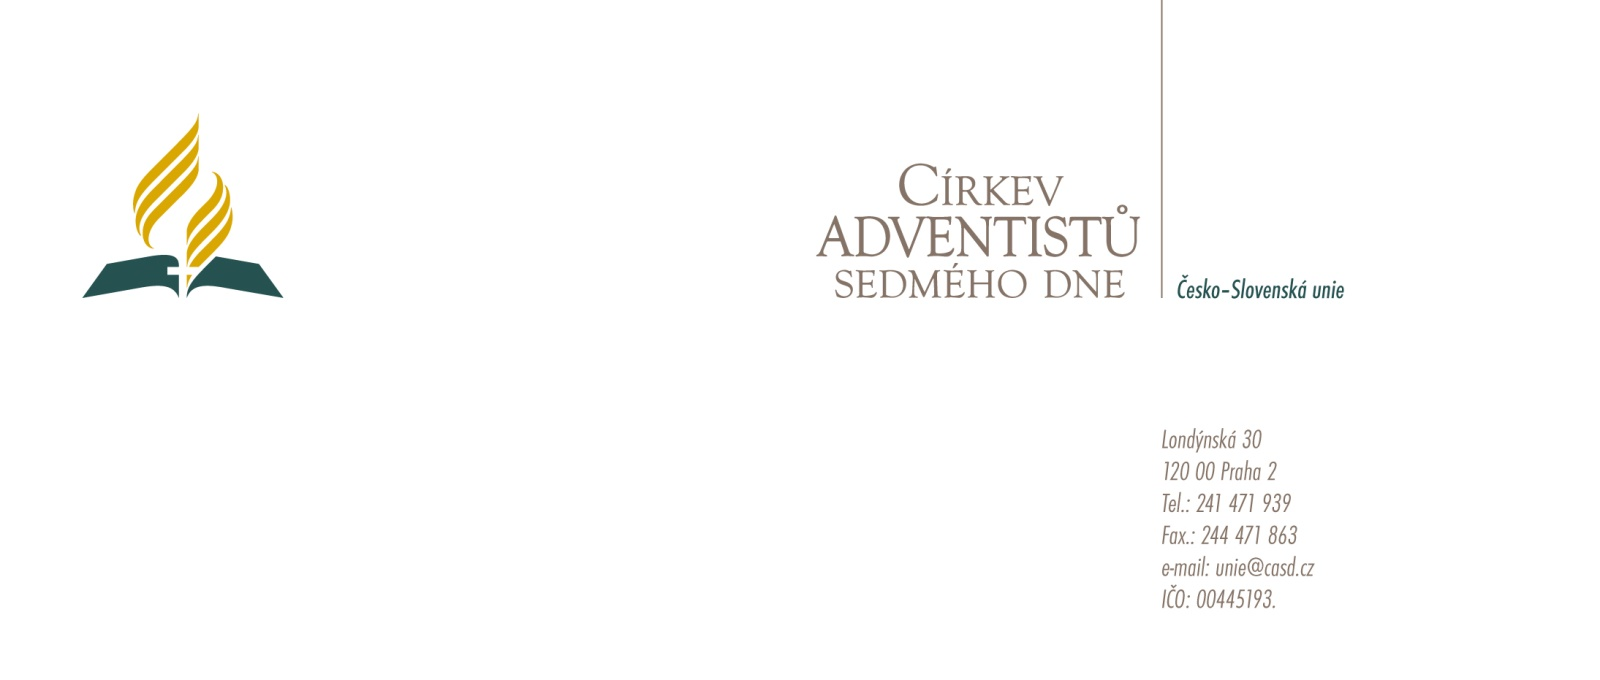 Církev
ADVENTISTŮ
SEDMÉHO DNE
Česko-Slovenská unie
Londýnská 30
120 00 Praha 2
Tel.: 241 471 939
Fax.: 244 471 863
e-mail: unie@casd.cz
IČO: 00445193.